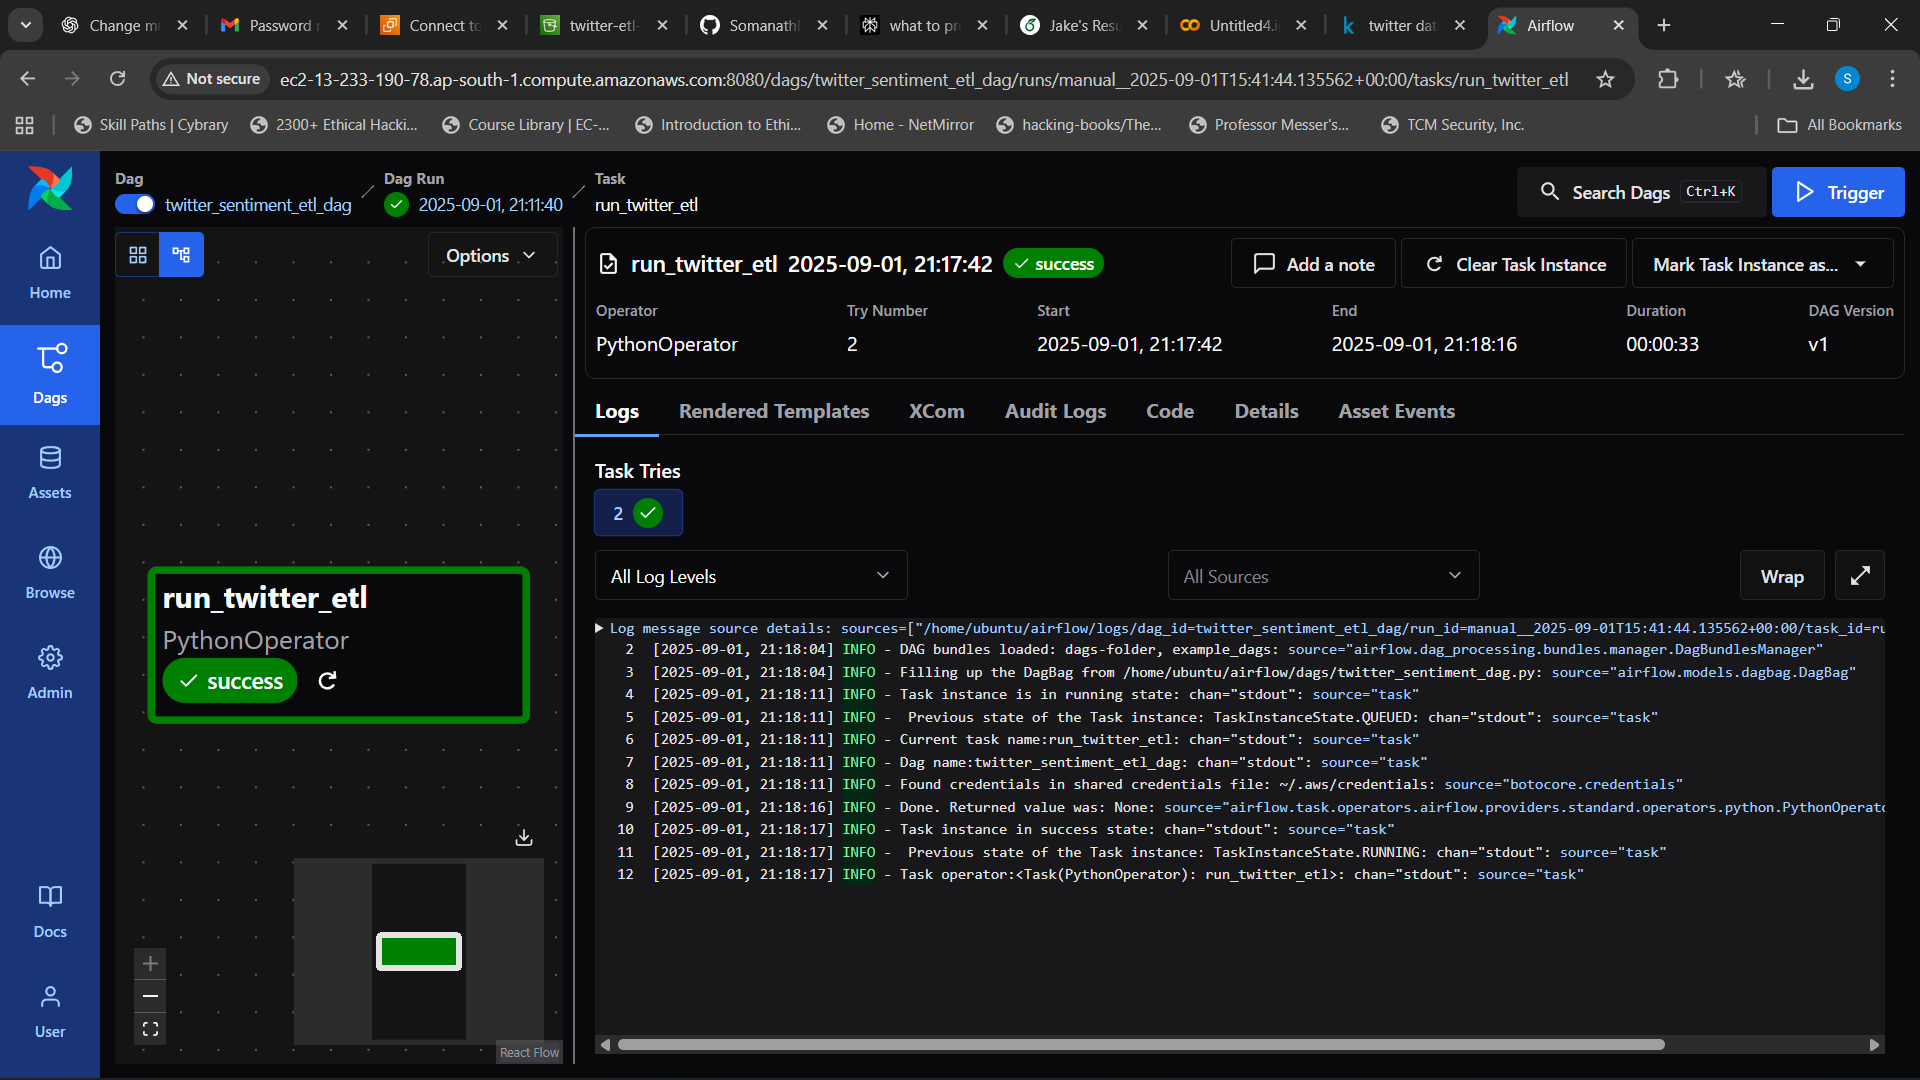 Change m
Password r
Connect to
twitter-etl-
Somanath
what to pr
Jake's Resu
Untitled4.i
twitter dat
Airflow
Not secure
ec2-13-233-190-78.ap-south-1.compute.amazonaws.com:8080/dags/twitter_sentiment_etl_dag/runs/manual__2025-09-01T15:41:44.135562+00:00/tasks/run_twitter_etl
S
Skill Paths | Cybrary
2300+ Ethical Hacki...
Course Library | EC-...
Introduction to Ethi...
Home - NetMirror
hacking-books/The...
Professor Messer's...
TCM Security, Inc.
All Bookmarks
Dag
twitter_sentiment_etl_dag
Dag Run
2025-09-01, 21:11:40
Task
run_twitter_etl
Search Dags Ctrl+K
Trigger
Home
Dags
Assets
Browse
Admin
Docs
User
Options
run_twitter_etl
PythonOperator
success
React Flow
run_twitter_etl 2025-09-01, 21:17:42 success
Add a note
Clear Task Instance
Mark Task Instance as...
Operator Try Number Start End Duration DAG Version
PythonOperator 2 2025-09-01, 21:17:42 2025-09-01, 21:18:16 00:00:33 v1
Logs Rendered Templates XCom Audit Logs Code Details Asset Events
Task Tries
2
All Log Levels
All Sources
Wrap
Log message source details: sources=["/home/ubuntu/airflow/logs/dag_id=twitter_sentiment_etl_dag/run_id=manual__2025-09-01T15:41:44.135562+00:00/task_id=ru
2 [2025-09-01, 21:18:04] INFO - DAG bundles loaded: dags-folder, example_dags: source="airflow.dag_processing.bundles.manager.DagBundlesManager"
3 [2025-09-01, 21:18:04] INFO - Filling up the DagBag from /home/ubuntu/airflow/dags/twitter_sentiment_dag.py: source="airflow.models.dagbag.DagBag"
4 [2025-09-01, 21:18:11] INFO - Task instance is in running state: chan="stdout": source="task"
5 [2025-09-01, 21:18:11] INFO -  Previous state of the Task instance: TaskInstanceState.QUEUED: chan="stdout": source="task"
6 [2025-09-01, 21:18:11] INFO - Current task name:run_twitter_etl: chan="stdout": source="task"
7 [2025-09-01, 21:18:11] INFO - Dag name:twitter_sentiment_etl_dag: chan="stdout": source="task"
8 [2025-09-01, 21:18:11] INFO - Found credentials in shared credentials file: ~/.aws/credentials: source="botocore.credentials"
9 [2025-09-01, 21:18:16] INFO - Done. Returned value was: None: source="airflow.task.operators.airflow.providers.standard.operators.python.PythonOperato
10 [2025-09-01, 21:18:17] INFO - Task instance in success state: chan="stdout": source="task"
11 [2025-09-01, 21:18:17] INFO -  Previous state of the Task instance: TaskInstanceState.RUNNING: chan="stdout": source="task"
12 [2025-09-01, 21:18:17] INFO - Task operator:<Task(PythonOperator): run_twitter_etl>: chan="stdout": source="task"